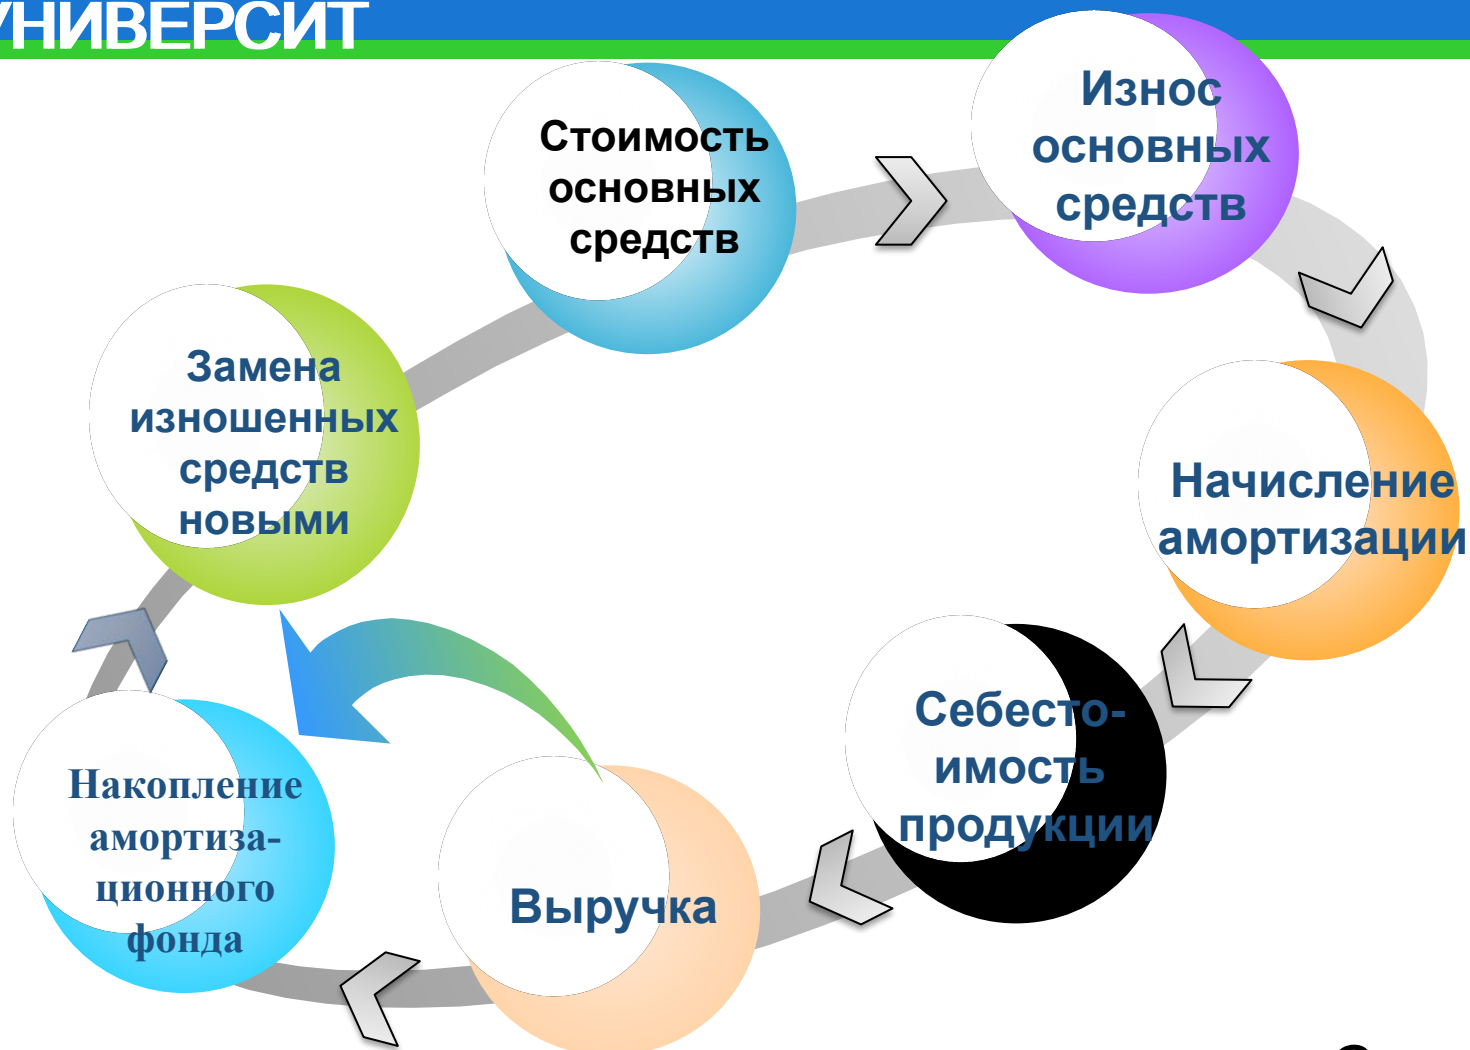 УНИВЕРСИТ
Стоимость
основных
средств
Износ
основных
средств
Начисление
амортизации
Себесто-
имость
продукции
Выручка
Накопление
амортиза-
ционного
фонда
Замена
изношенных
средств
новыми